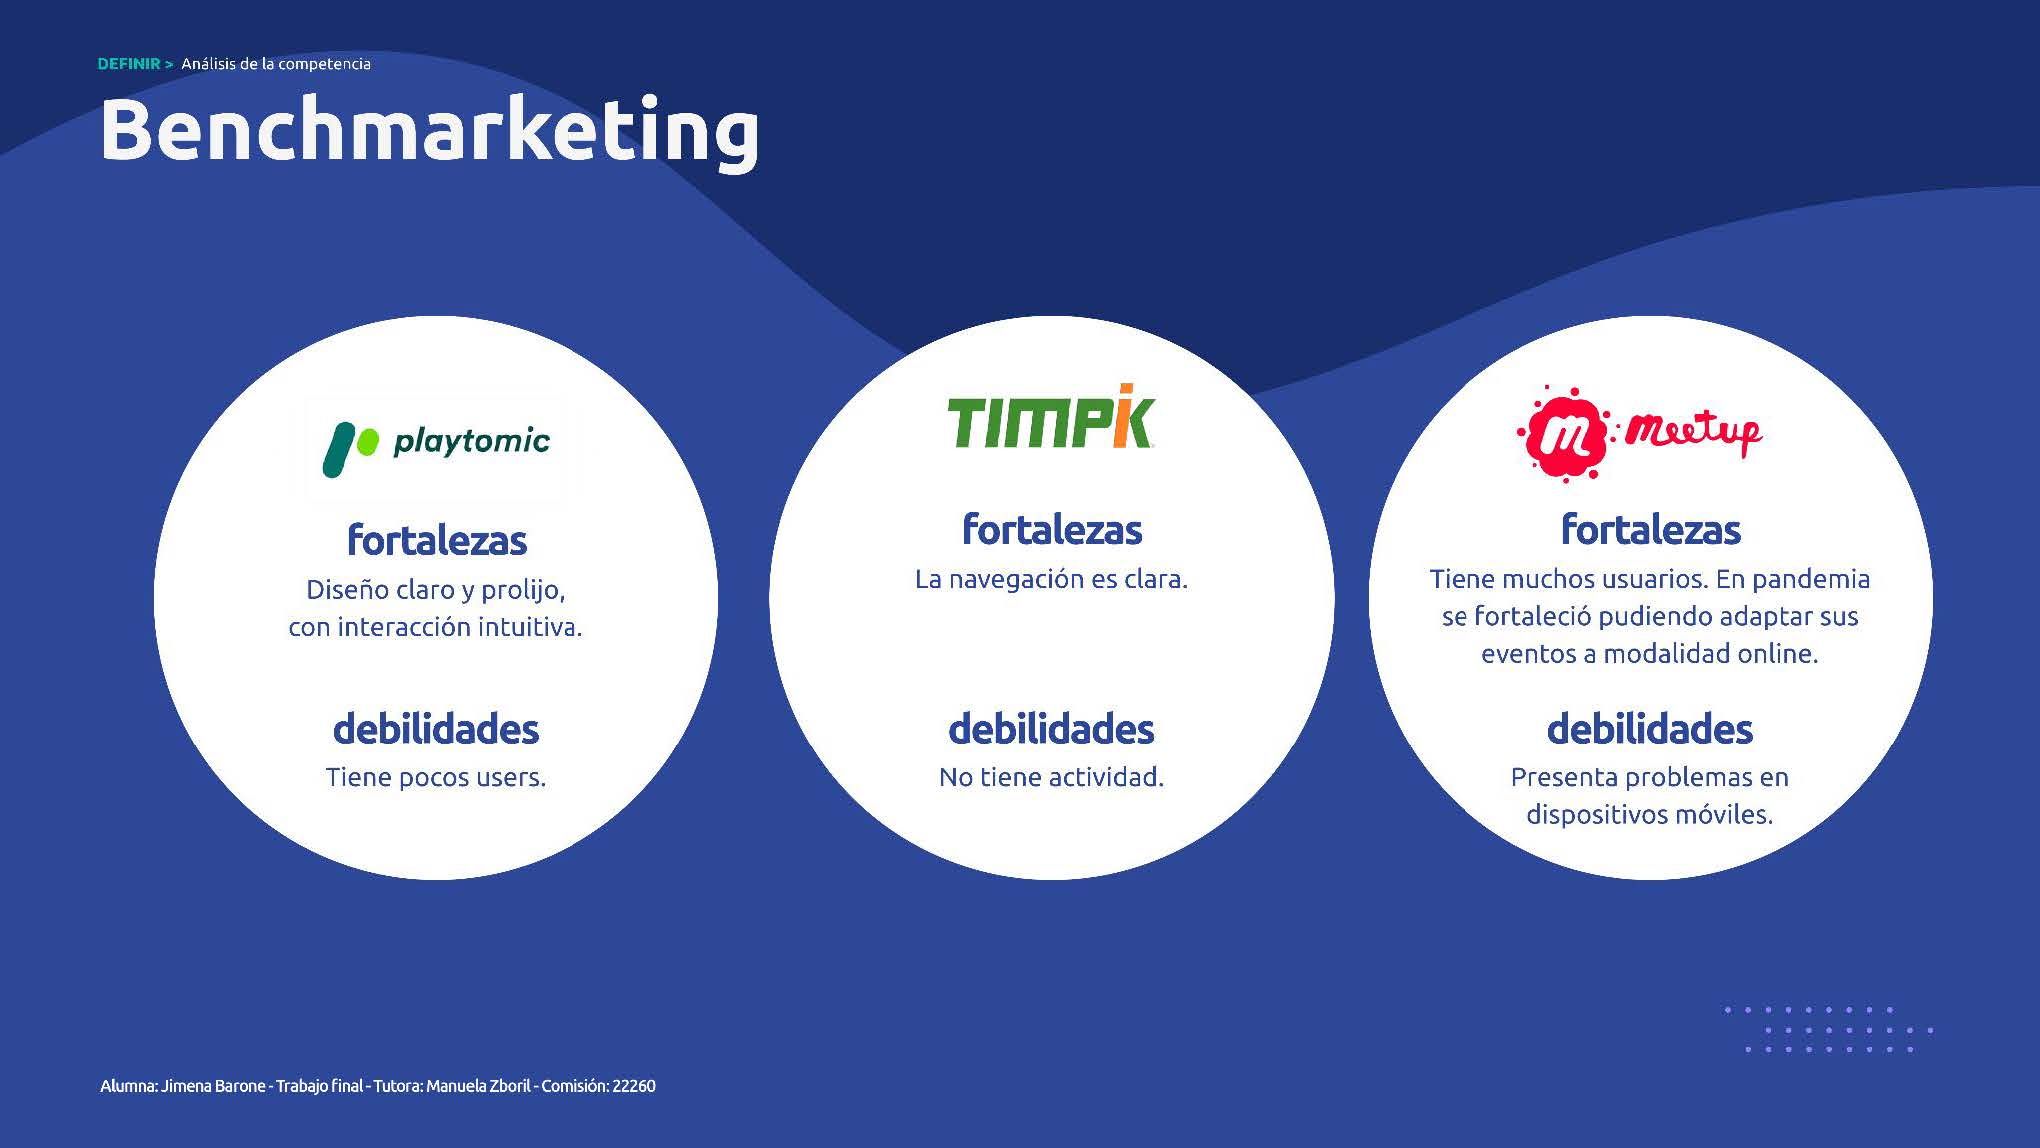 DEFINIR > Análisis de la competencia
Benchmarketing
playtomic
fortalezas
Diseño claro y prolijo,
con interacción intuitiva.
debilidades
Tiene pocos users.
TIMPIK
fortalezas
La navegación es clara.
debilidades
No tiene actividad.
m meetup
fortalezas
Tiene muchos usuarios. En pandemia
se fortaleció pudiendo adaptar sus
eventos a modalidad online.
debilidades
Presenta problemas en
dispositivos móviles.
Alumna: Jimena Barone - Trabajo final - Tutora: Manuela Zboril - Comisión: 22260